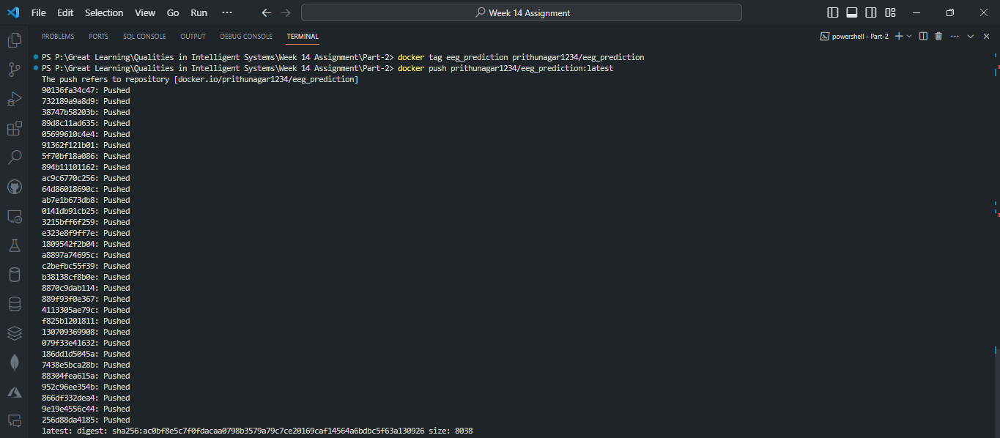 File Edit Selection View Go Run ··· Week 14 Assignment
PROBLEMS PORTS SQL CONSOLE OUTPUT DEBUG CONSOLE TERMINAL powershell - Part-2
PS P:\Great Learning\Qualities in Intelligent Systems\Week 14 Assignment\Part-2> docker tag eeg_prediction prithunagar1234/eeg_prediction
PS P:\Great Learning\Qualities in Intelligent Systems\Week 14 Assignment\Part-2> docker push prithunagar1234/eeg_prediction:latest
The push refers to repository [docker.io/prithunagar1234/eeg_prediction]
90136fa34c47: Pushed
732189a9a8d9: Pushed
38747b58203b: Pushed
89d8c11ad635: Pushed
05699610c4e4: Pushed
91362f121b01: Pushed
5f70bf18a086: Pushed
894b11101162: Pushed
ac9c6770c256: Pushed
64d86018690c: Pushed
ab7e1b673db8: Pushed
0141db91cb25: Pushed
3215bff6f259: Pushed
e323e8f9ff7e: Pushed
1809542f2b04: Pushed
a8897a74695c: Pushed
c2befbc55f39: Pushed
b38138cf8b0e: Pushed
8870c9dab114: Pushed
889f93f0e367: Pushed
4113305ae79c: Pushed
f825b1201811: Pushed
130709369908: Pushed
079f33e41632: Pushed
186dd1d5045a: Pushed
7438e5bca28b: Pushed
88304fea615a: Pushed
952c96ee354b: Pushed
866df332dea4: Pushed
9e19e4556c44: Pushed
256d88da4185: Pushed
latest: digest: sha256:ac0bf8e5c7f0fdacaa0798b3579a79c7ce20169caf14564a6bdbc5f63a130926 size: 8038